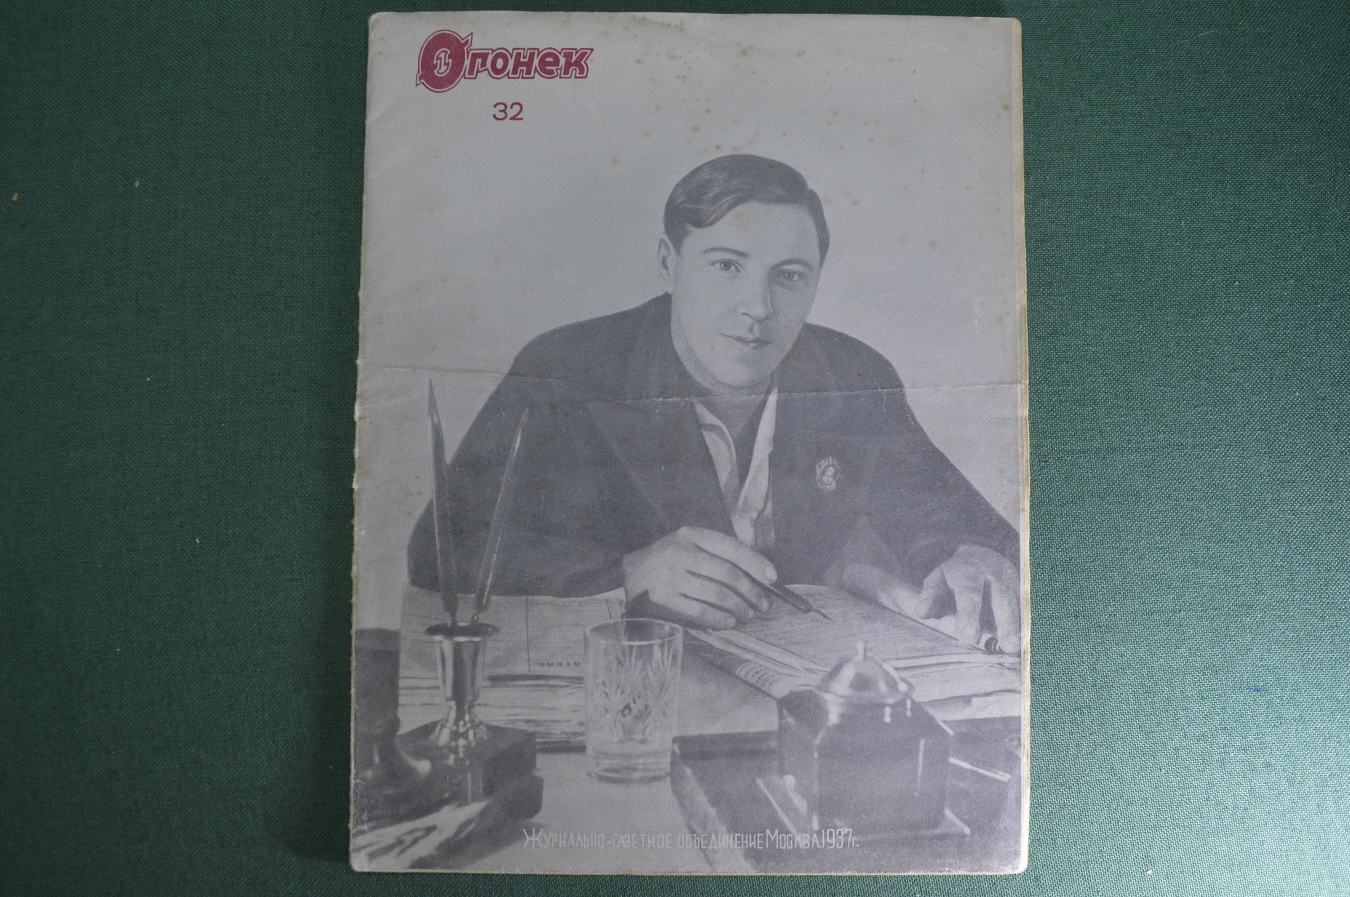 Огонек
32
Журнально-газетное объединение Москва 1937г.